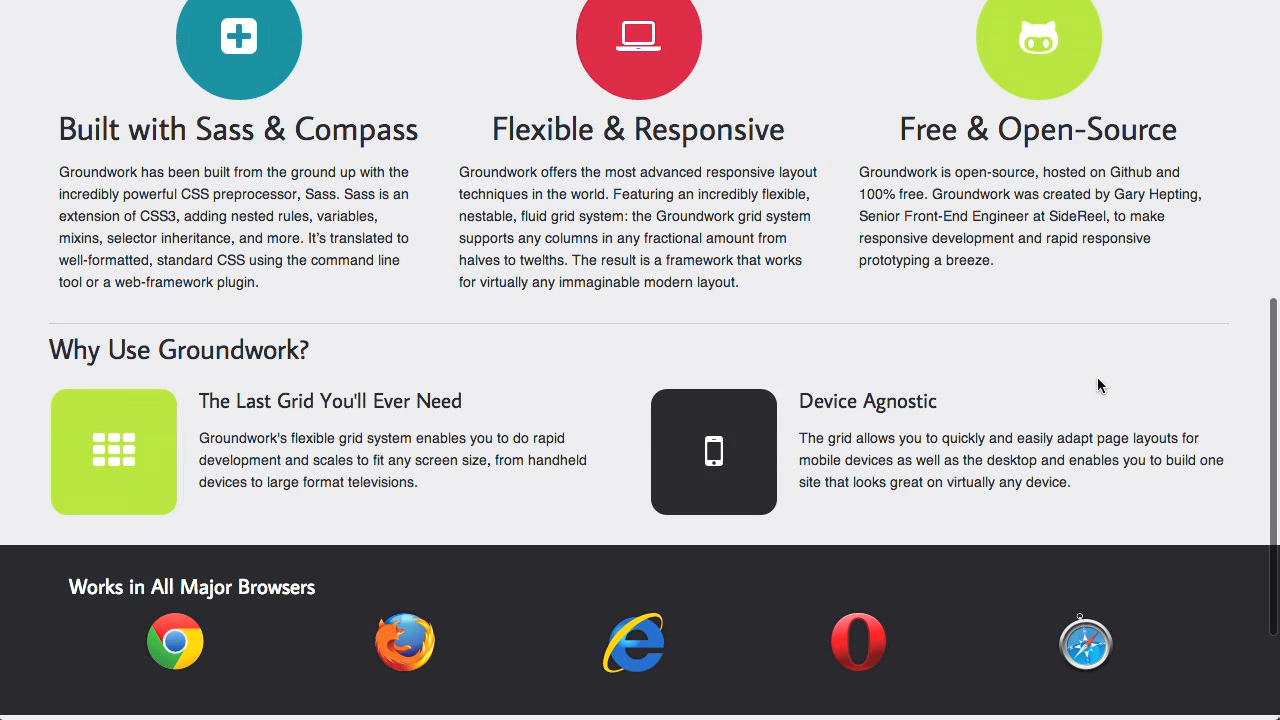 Built with Sass & Compass
Groundwork has been built from the ground up with the
incredibly powerful CSS preprocessor, Sass. Sass is an
extension of CSS3, adding nested rules, variables,
mixins, selector inheritance, and more. It’s translated to
well-formatted, standard CSS using the command line
tool or a web-framework plugin.
Flexible & Responsive
Groundwork offers the most advanced responsive layout
techniques in the world. Featuring an incredibly flexible,
nestable, fluid grid system: the Groundwork grid system
supports any columns in any fractional amount from
halves to twelths. The result is a framework that works
for virtually any immaginable modern layout.
Free & Open-Source
Groundwork is open-source, hosted on Github and
100% free. Groundwork was created by Gary Hepting,
Senior Front-End Engineer at SideReel, to make
responsive development and rapid responsive
prototyping a breeze.
Why Use Groundwork?
The Last Grid You'll Ever Need
Groundwork's flexible grid system enables you to do rapid
development and scales to fit any screen size, from handheld
devices to large format televisions.
Device Agnostic
The grid allows you to quickly and easily adapt page layouts for
mobile devices as well as the desktop and enables you to build one
site that looks great on virtually any device.
Works in All Major Browsers